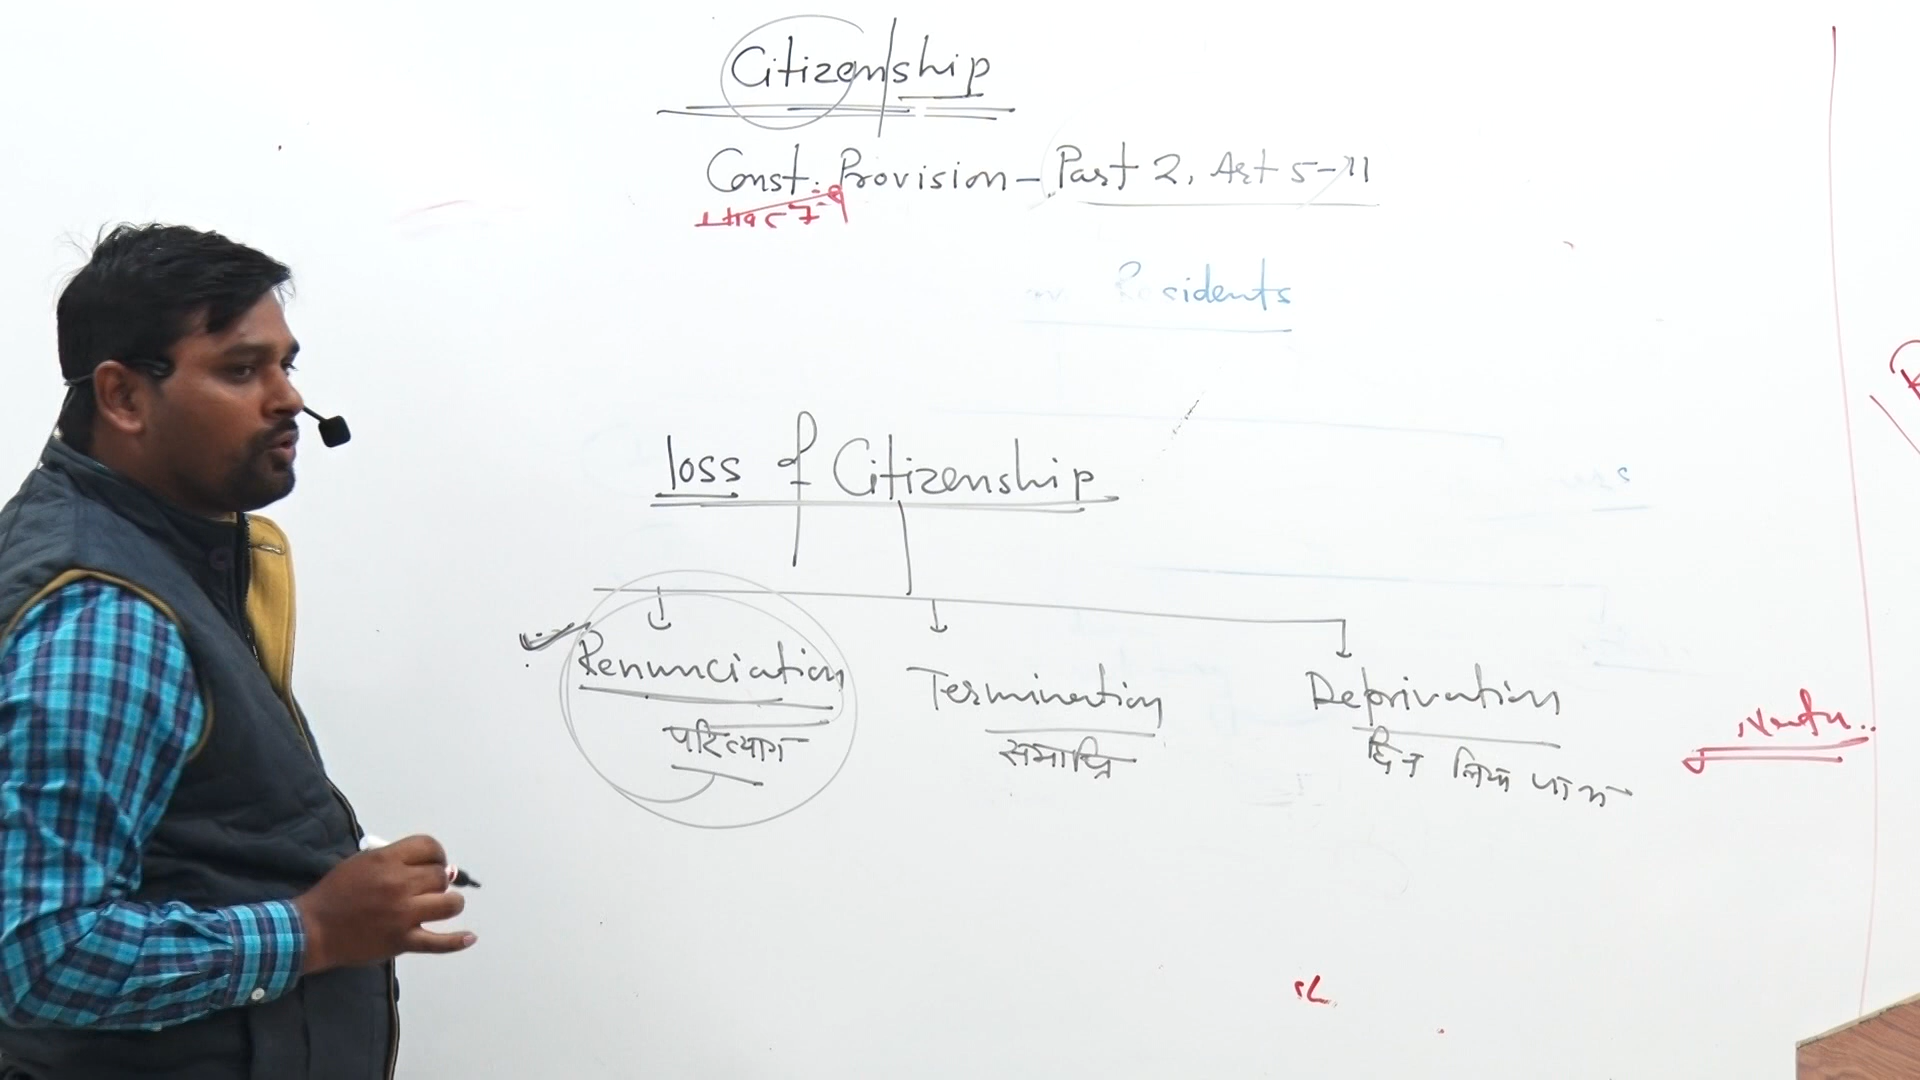 Citizenship
Const. Provision – Part 2, Art 5-11
Residents
loss of Citizenship
Renunciation Termination Deprivation
परित्याग समाप्ति